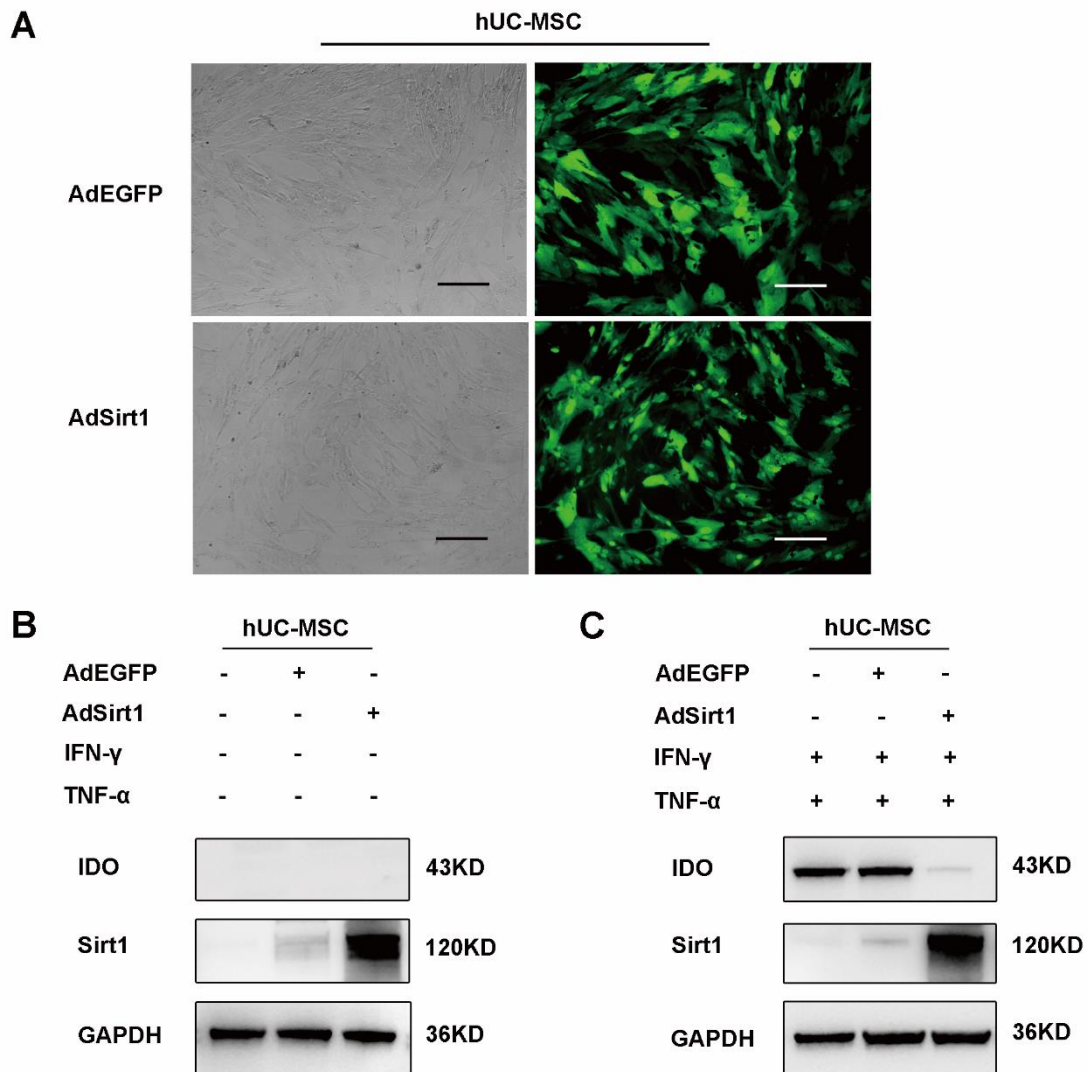 A
hUC-MSC
AdEGFP
AdSirt1
B
hUC-MSC
AdEGFP - + -
AdSirt1 - - +
IFN-γ - - -
TNF-α - - -
IDO 43KD
Sirt1 120KD
GAPDH 36KD
C
hUC-MSC
AdEGFP - + -
AdSirt1 - - +
IFN-γ + + +
TNF-α + + +
IDO 43KD
Sirt1 120KD
GAPDH 36KD